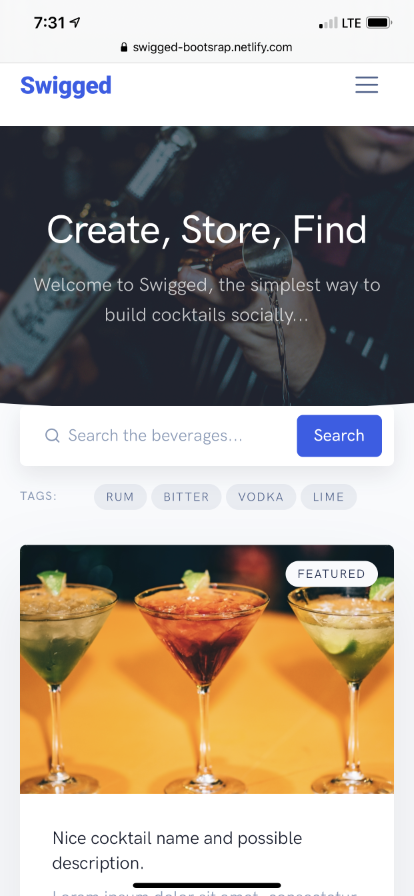 7:31 LTE
swigged-bootsrap.netlify.com
Swigged
Create, Store, Find
Welcome to Swigged, the simplest way to
build cocktails socially...
Search the beverages... Search
TAGS: RUM BITTER VODKA LIME
FEATURED
Nice cocktail name and possible
description.